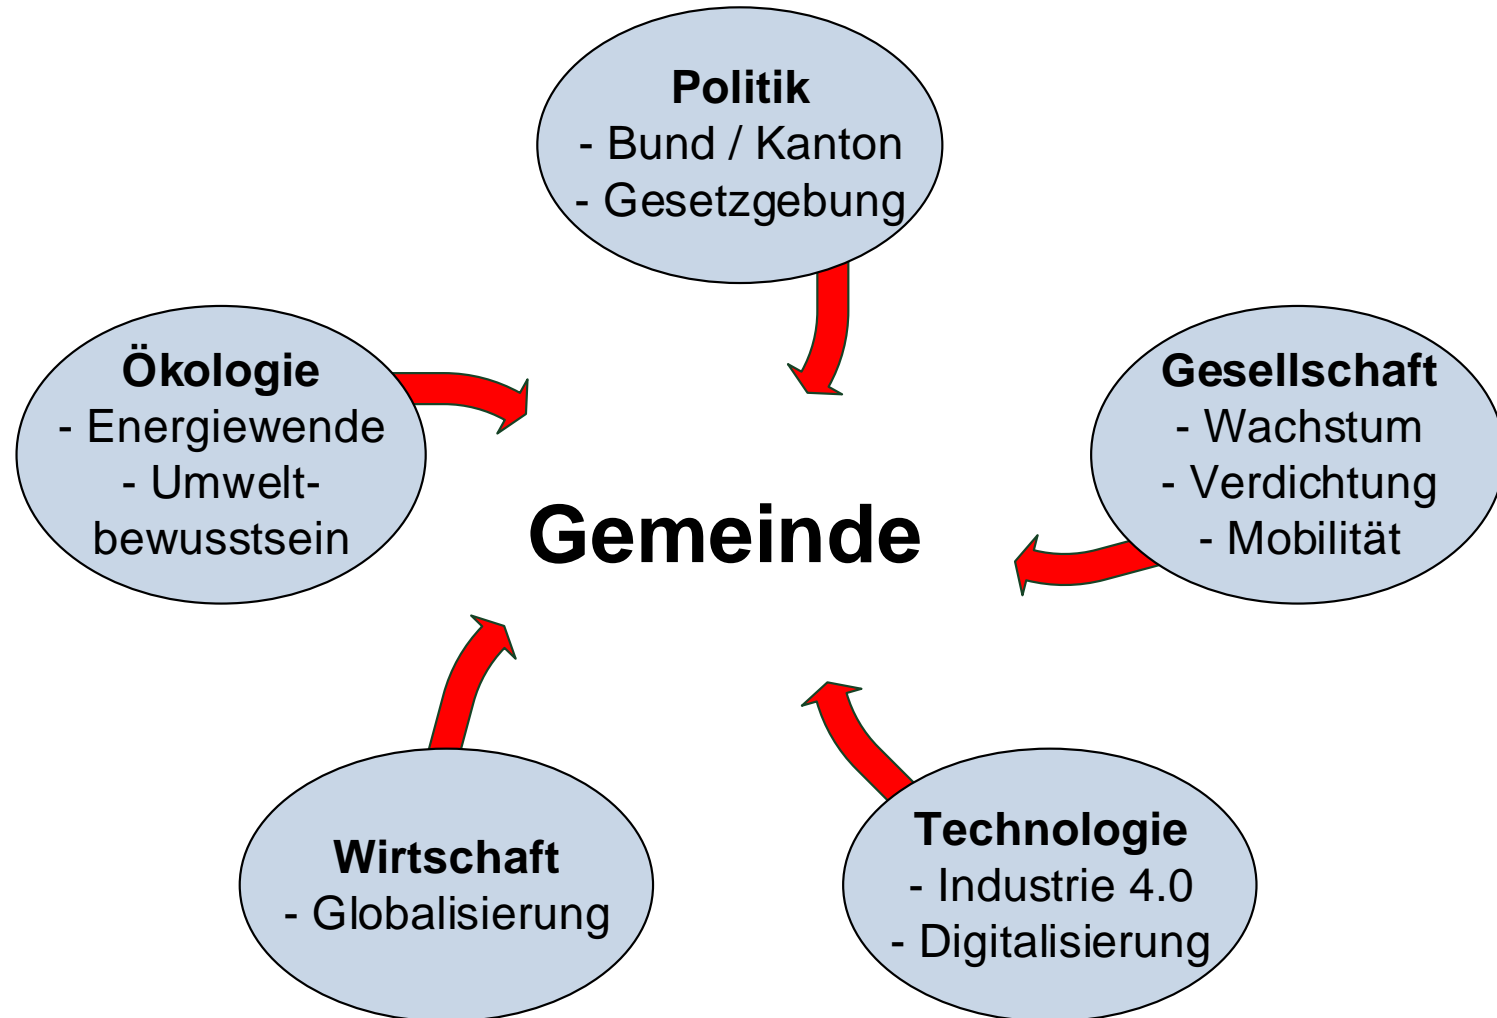 Politik
- Bund / Kanton
- Gesetzgebung
Ökologie
- Energiewende
- Umwelt-
bewusstsein
Gesellschaft
- Wachstum
- Verdichtung
- Mobilität
Gemeinde
Wirtschaft
- Globalisierung
Technologie
- Industrie 4.0
- Digitalisierung